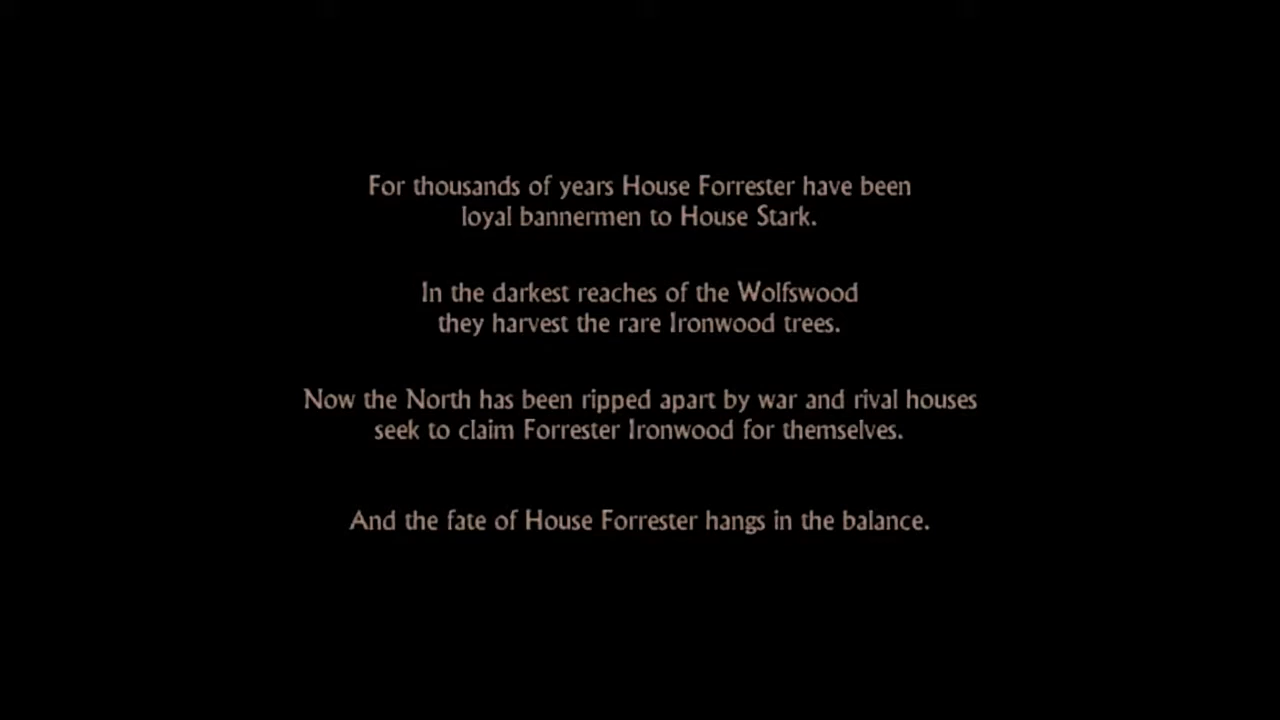 For thousands of years House Forrester have been
loyal bannermen to House Stark.
In the darkest reaches of the Wolfswood
they harvest the rare Ironwood trees.
Now the North has been ripped apart by war and rival houses
seek to claim Forrester Ironwood for themselves.
And the fate of House Forrester hangs in the balance.